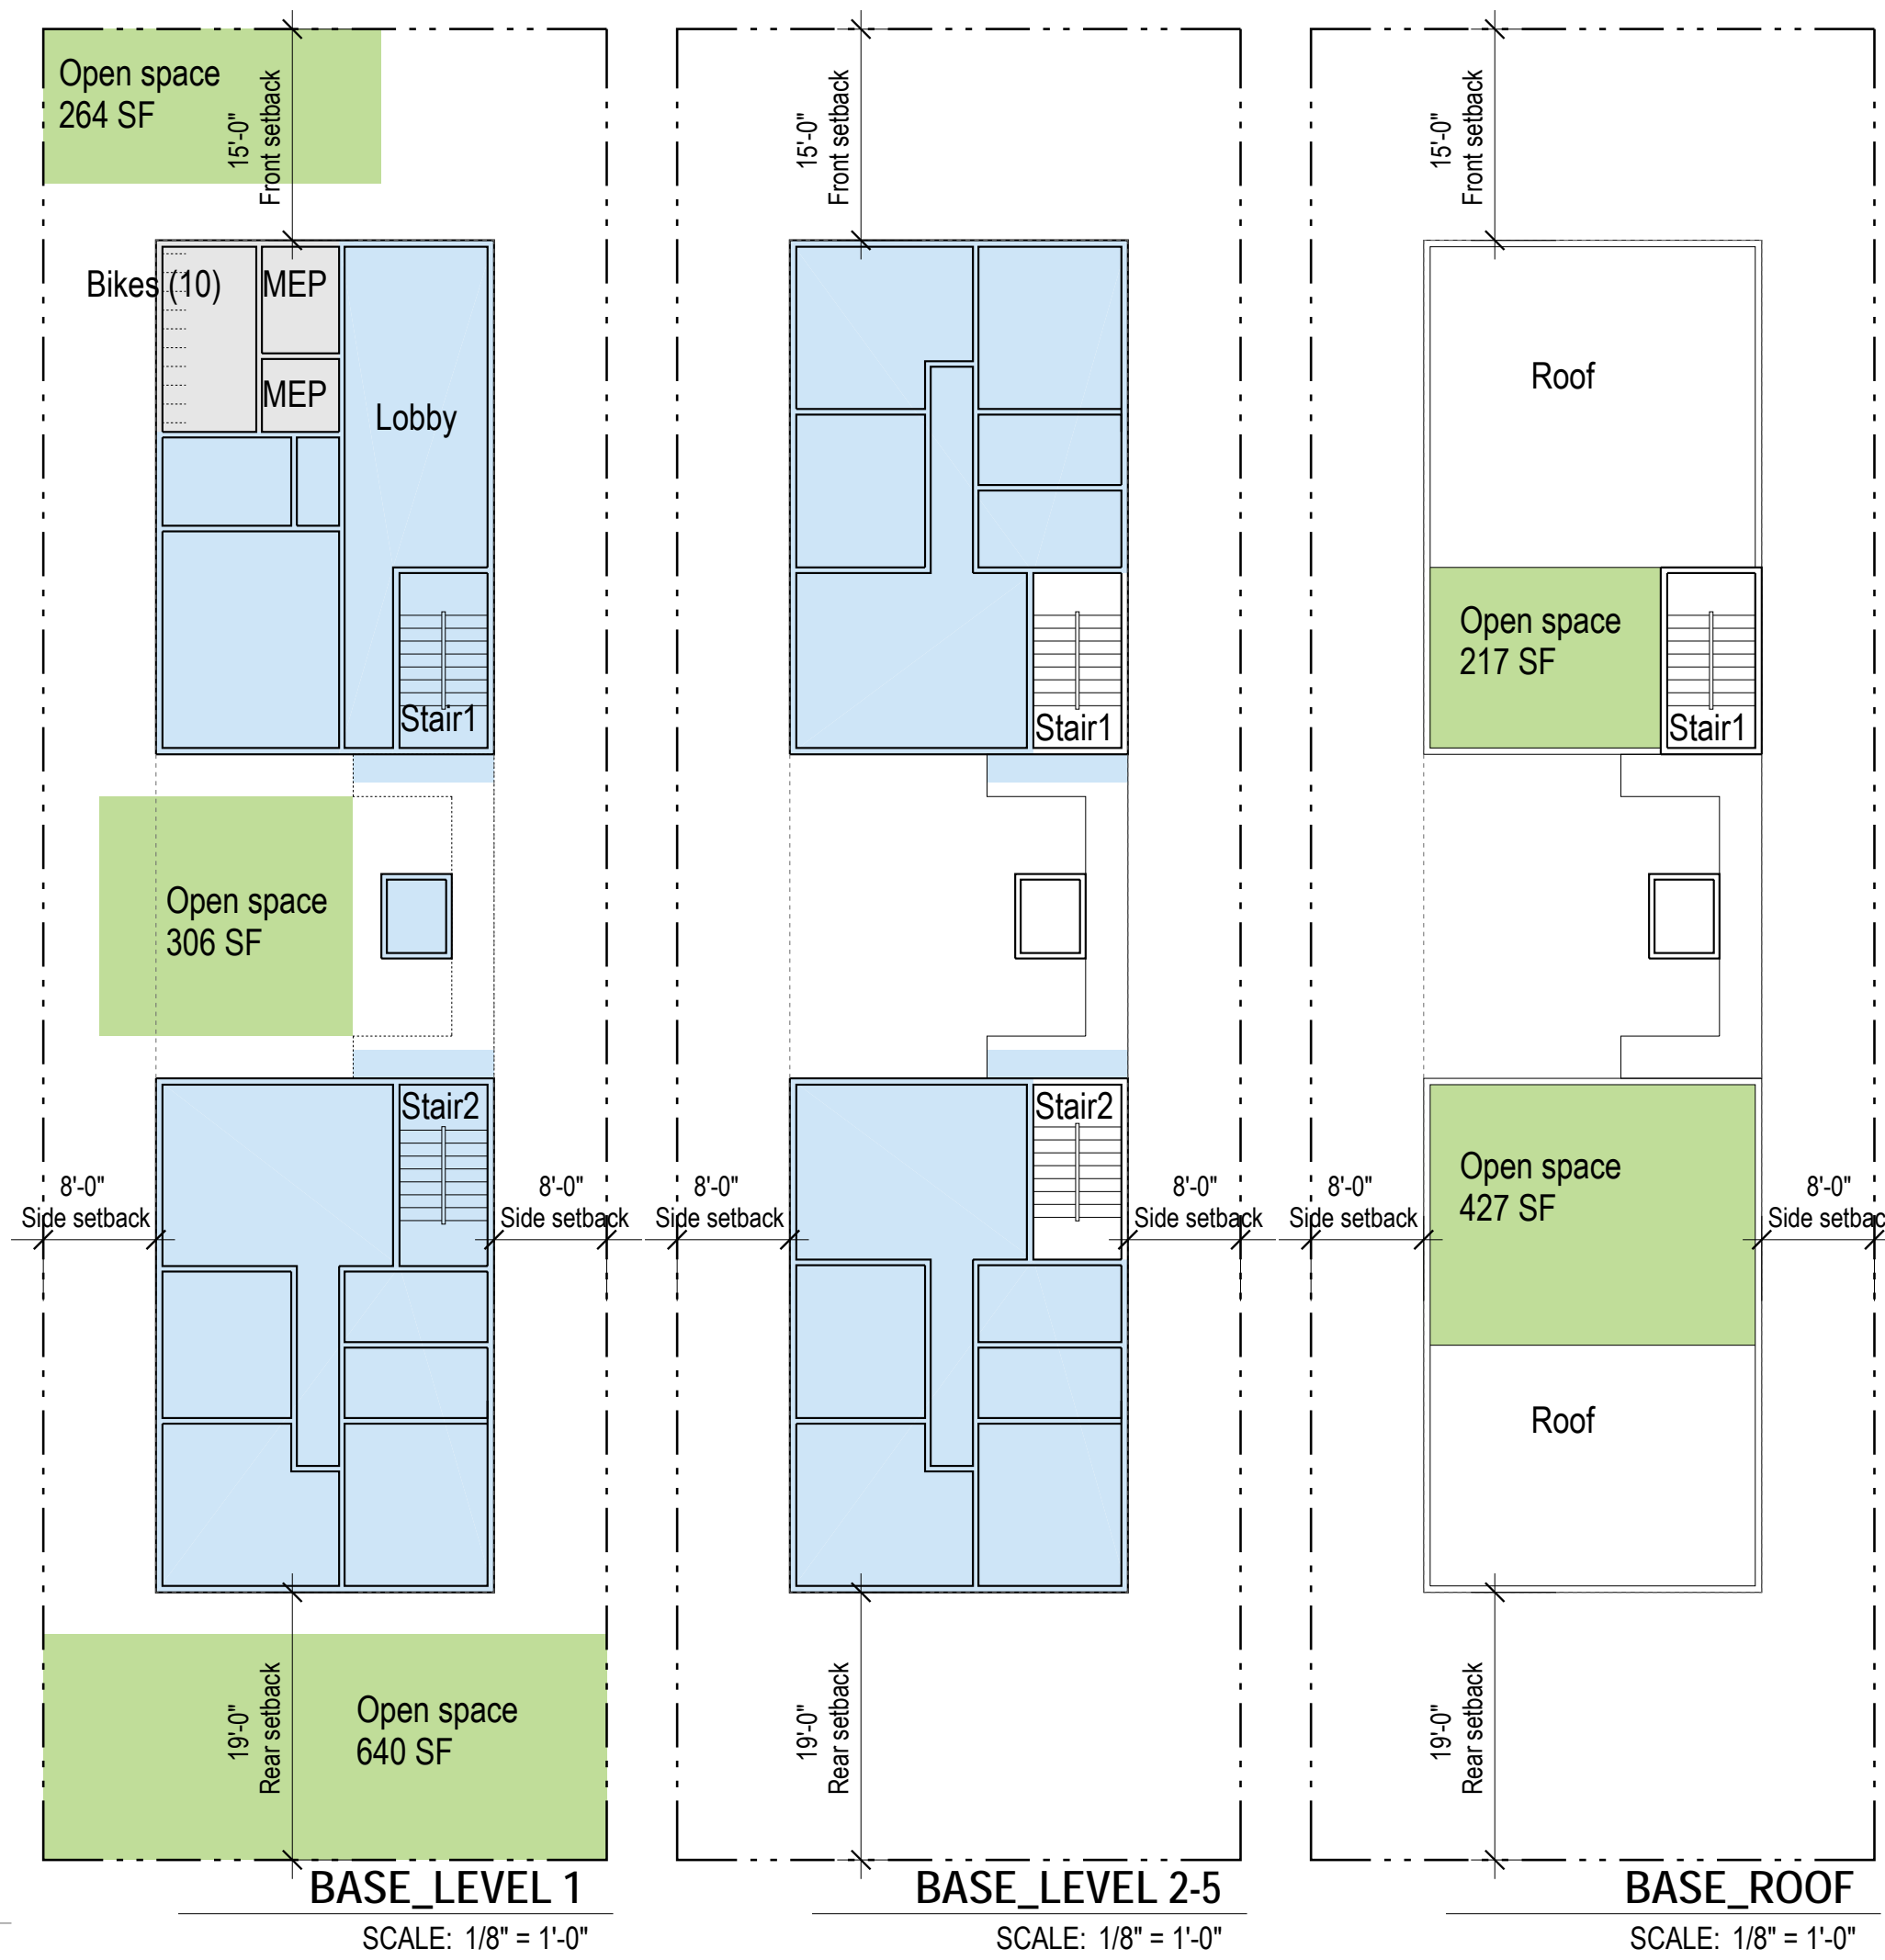 Open space
264 SF
15'-0"
Front setback
Bikes (10)
MEP
MEP
Lobby
Stair1
Open space
306 SF
Stair2
8'-0"
Side setback
8'-0"
Side setback
19'-0"
Rear setback
Open space
640 SF
BASE_LEVEL 1
SCALE: 1/8" = 1'-0"
15'-0"
Front setback
Stair1
Stair2
8'-0"
Side setback
8'-0"
Side setback
19'-0"
Rear setback
BASE_LEVEL 2-5
SCALE: 1/8" = 1'-0"
15'-0"
Front setback
Roof
Open space
217 SF
Stair1
Open space
427 SF
8'-0"
Side setback
8'-0"
Side setbac
Roof
19'-0"
Rear setback
BASE_ROOF
SCALE: 1/8" = 1'-0"